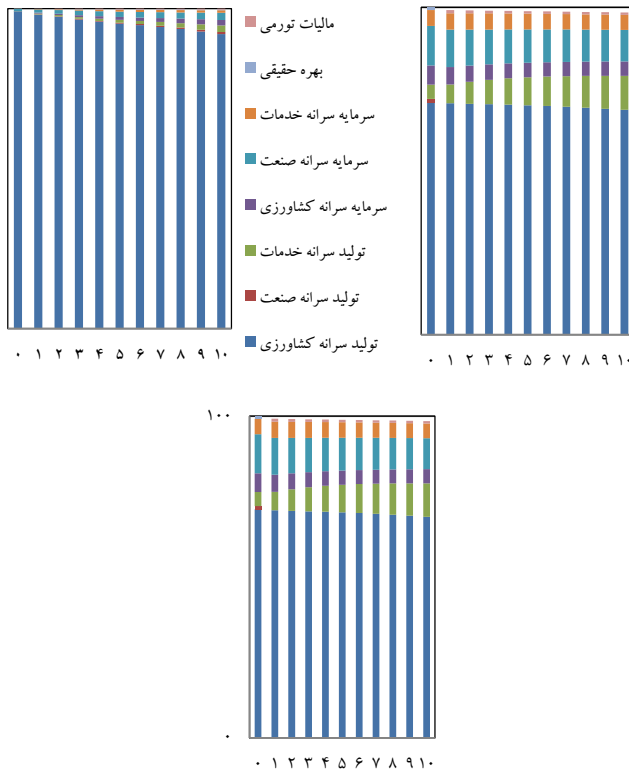 مالیات تورمی
بهره حقیقی
سرمایه سرانه خدمات
سرمایه سرانه صنعت
سرمایه سرانه کشاورزی
تولید سرانه خدمات
تولید سرانه صنعت
تولید سرانه کشاورزی
۰ ۱ ۲ ۳ ۴ ۵ ۶ ۷ ۸ ۹ ۱۰
۰ ۱ ۲ ۳ ۴ ۵ ۶ ۷ ۸ ۹ ۱۰
۱۰۰
۰
۰ ۱ ۲ ۳ ۴ ۵ ۶ ۷ ۸ ۹ ۱۰